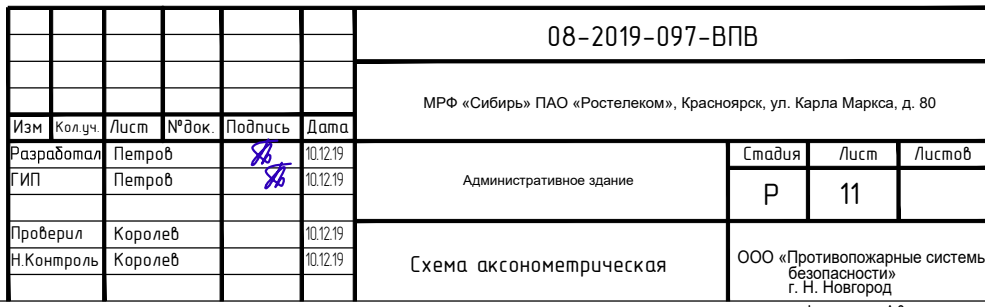 08-2019-097-ВПВ
МРФ «Сибирь» ПАО «Ростелеком», Красноярск, ул. Карла Маркса, д. 80
Изм Кол.уч. Лист №док. Подпись Дата
Разработал Петров 10.12.19
ГИП Петров 10.12.19
Административное здание
Стадия Лист Листов
Р 11
Проверил Королев 10.12.19
Н.Контроль Королев 10.12.19
Схема аксонометрическая
ООО «Противопожарные системы
безопасности»
г. Н. Новгород